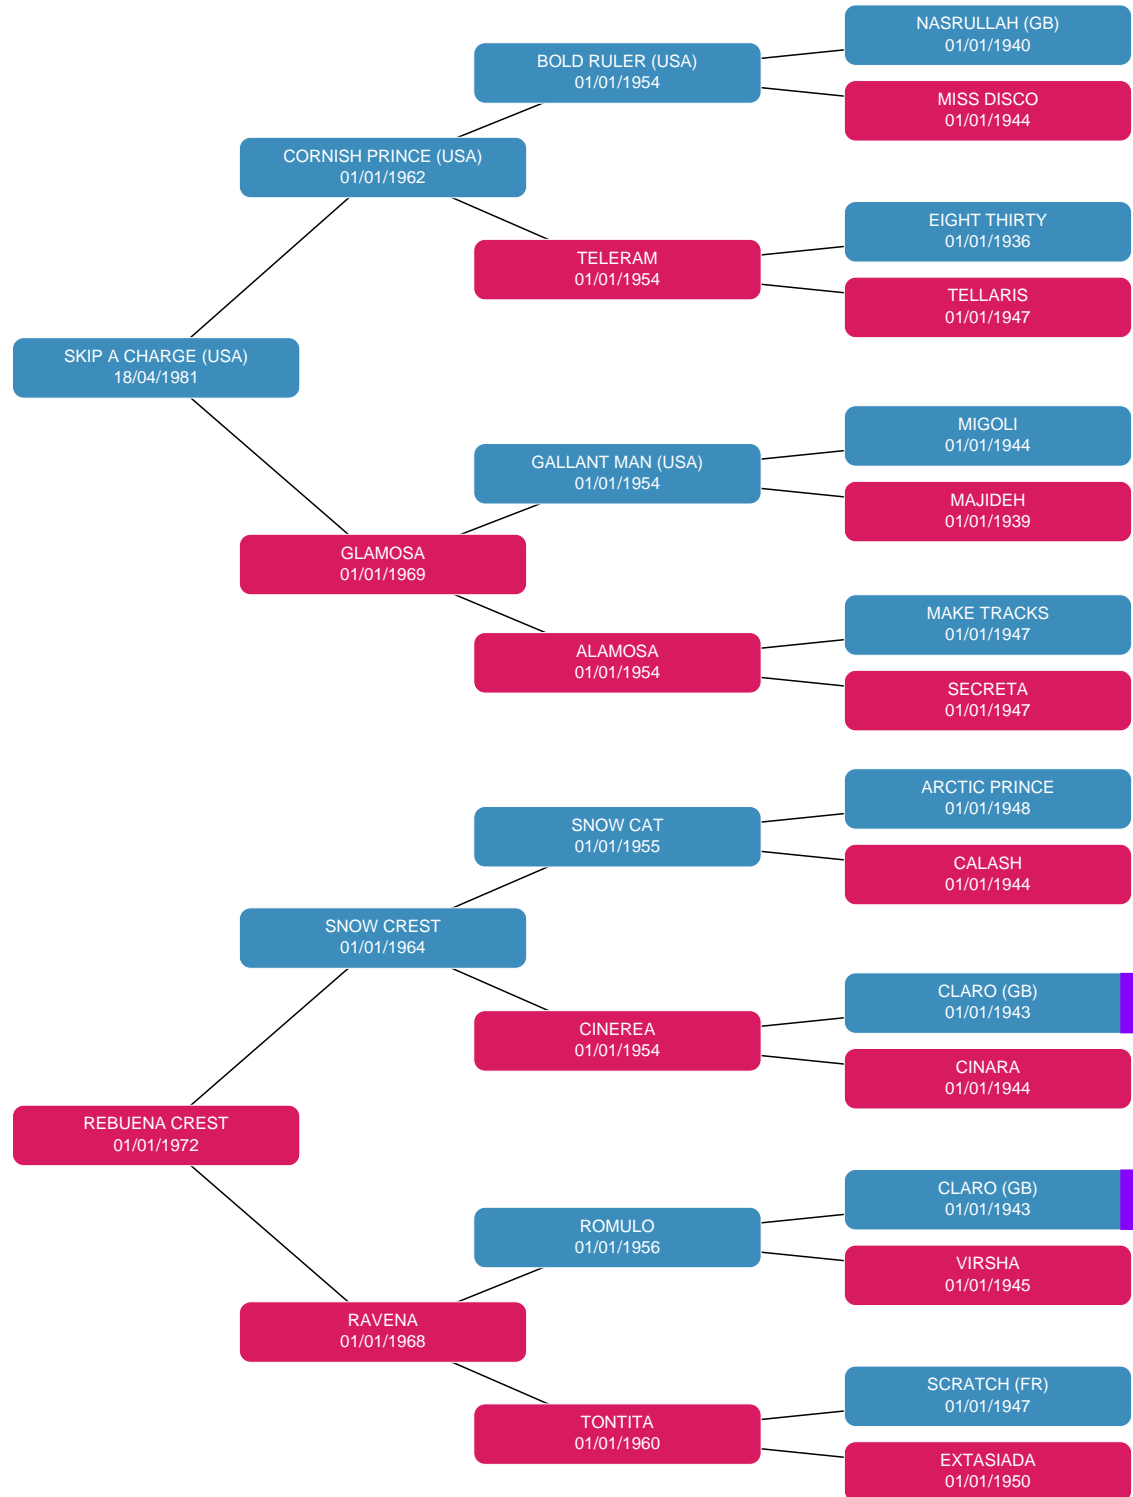 NASRULLAH (GB)
01/01/1940
BOLD RULER (USA)
01/01/1954
MISS DISCO
01/01/1944
CORNISH PRINCE (USA)
01/01/1962
EIGHT THIRTY
01/01/1936
TELERAM
01/01/1954
TELLARIS
01/01/1947
SKIP A CHARGE (USA)
18/04/1981
MIGOLI
01/01/1944
GALLANT MAN (USA)
01/01/1954
MAJIDEH
01/01/1939
GLAMOSA
01/01/1969
MAKE TRACKS
01/01/1947
ALAMOSA
01/01/1954
SECRETA
01/01/1947
ARCTIC PRINCE
01/01/1948
SNOW CAT
01/01/1955
CALASH
01/01/1944
SNOW CREST
01/01/1964
CLARO (GB)
01/01/1943
CINEREA
01/01/1954
CINARA
01/01/1944
REBUENA CREST
01/01/1972
CLARO (GB)
01/01/1943
ROMULO
01/01/1956
VIRSHA
01/01/1945
RAVENA
01/01/1968
SCRATCH (FR)
01/01/1947
TONTITA
01/01/1960
EXTASIADA
01/01/1950